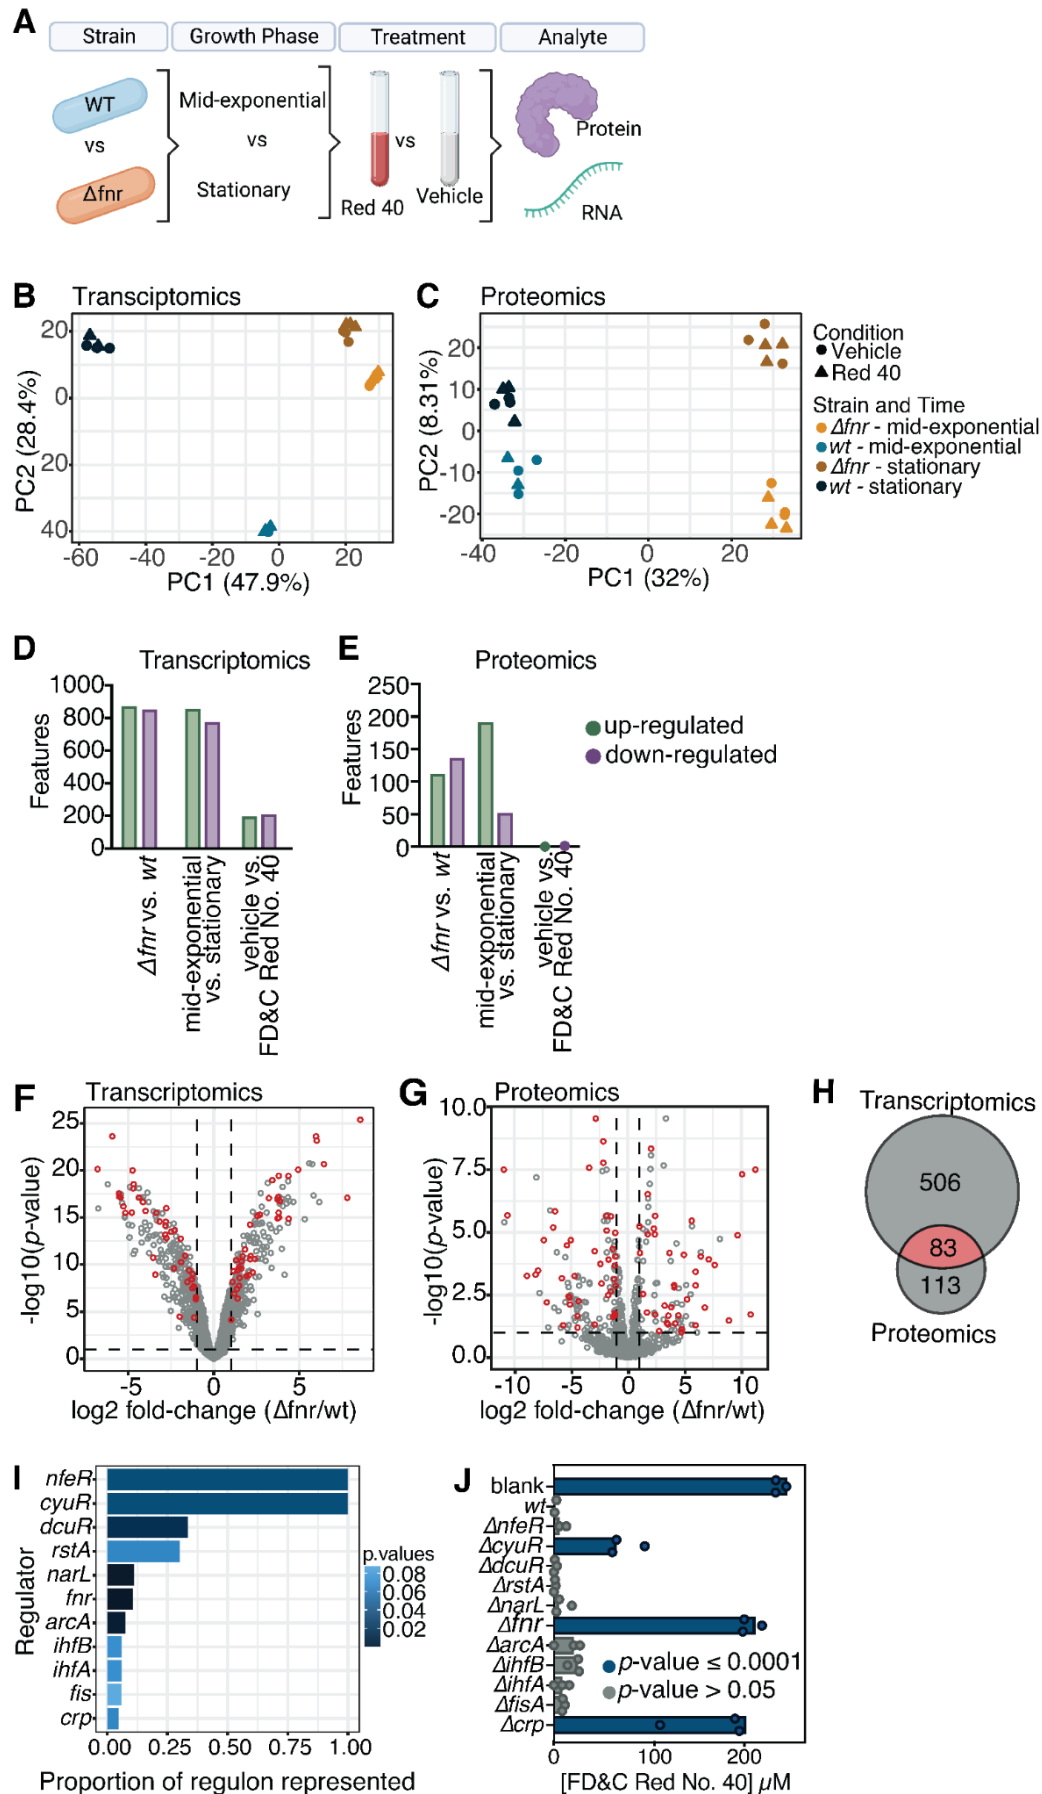 A
Strain
Growth Phase
Treatment
Analyte
WT
vs
Δfnr
Mid-exponential
vs
Stationary
vs
Red 40
Vehicle
Protein
RNA
B
Transciptomics
PC2 (28.4%)
20
0
20
40
-60
-40
-20
0
20
PC1 (47.9%)
C
Proteomics
PC2 (8.31%)
20
10
0
-10
-20
-40
-20
0
20
PC1 (32%)
Condition
Vehicle
Red 40
Strain and Time
Δfnr - mid-exponential
wt - mid-exponential
Δfnr - stationary
wt - stationary
D
Transcriptomics
Features
1000
800
600
400
200
0
Δfnr vs. wt
mid-exponential
vs. stationary
vehicle vs.
FD&C Red No. 40
E
Proteomics
Features
250
200
150
100
50
0
Δfnr vs. wt
mid-exponential
vs. stationary
vehicle vs.
FD&C Red No. 40
up-regulated
down-regulated
F
Transcriptomics
-log10(p-value)
25
20
15
10
5
0
-5
0
5
log2 fold-change (Δfnr/wt)
G
Proteomics
-log10(p-value)
10.0
7.5
5.0
2.5
0.0
-10
-5
0
5
10
log2 fold-change (Δfnr/wt)
H
Transcriptomics
506
83
113
Proteomics
I
Regulator
nfeR
cyuR
dcuR
rstA
narL
fnr
arcA
ihfB
ihfA
fis
crp
0.00
0.25
0.50
0.75
1.00
Proportion of regulon represented
p.values
0.08
0.06
0.04
0.02
J
blank
wt
ΔnfeR
ΔcyuR
ΔdcuR
ΔrstA
ΔnarL
Δfnr
ΔarcA
ΔihfB
ΔihfA
ΔfisA
Δcrp
p-value ≤ 0.0001
p-value > 0.05
0
100
200
[FD&C Red No. 40] µM